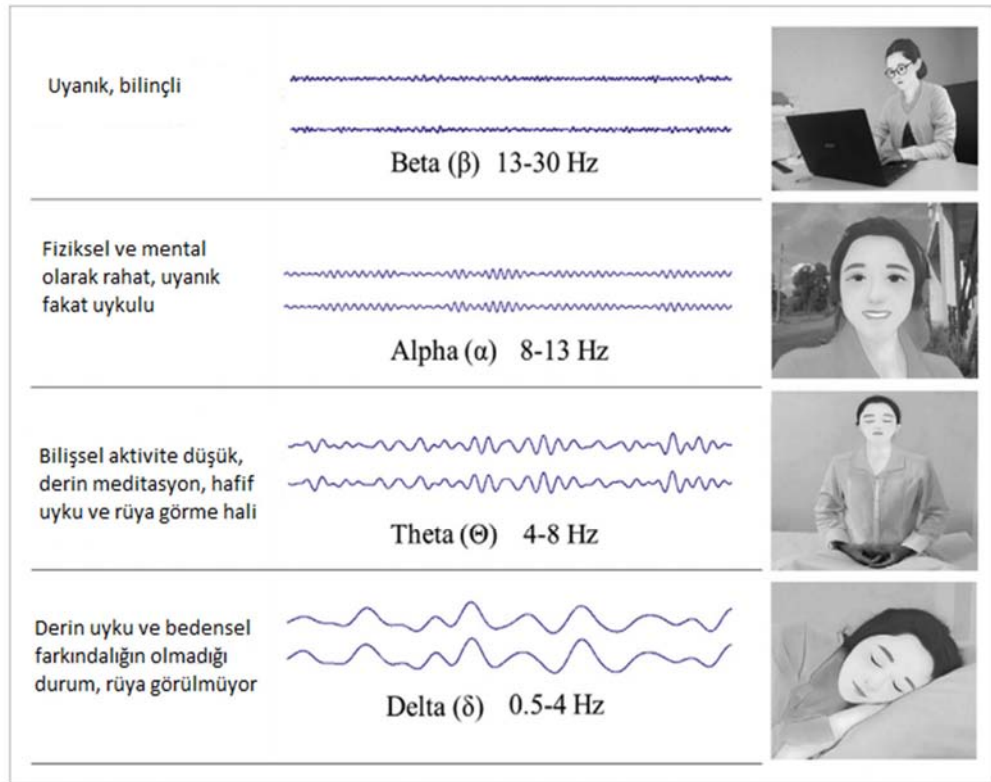 Uyanık, bilinçli
Beta (β) 13-30 Hz
Fiziksel ve mental
olarak rahat, uyanık
fakat uykulu
Alpha (α) 8-13 Hz
Bilişsel aktivite düşük,
derin meditasyon, hafif
uyku ve rüya görme hali
Theta (Θ) 4-8 Hz
Derin uyku ve bedensel
farkındalığın olmadığı
durum, rüya görülmüyor
Delta (δ) 0.5-4 Hz